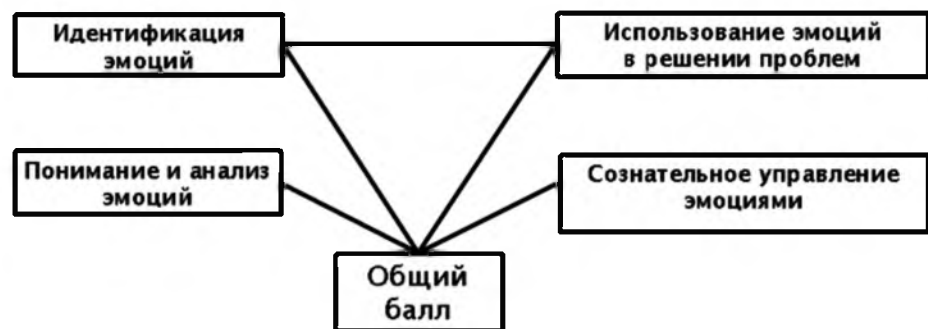 Идентификация
эмоций
Использование эмоций
в решении проблем
Понимание и анализ
эмоций
Сознательное управление
эмоциями
Общий
балл